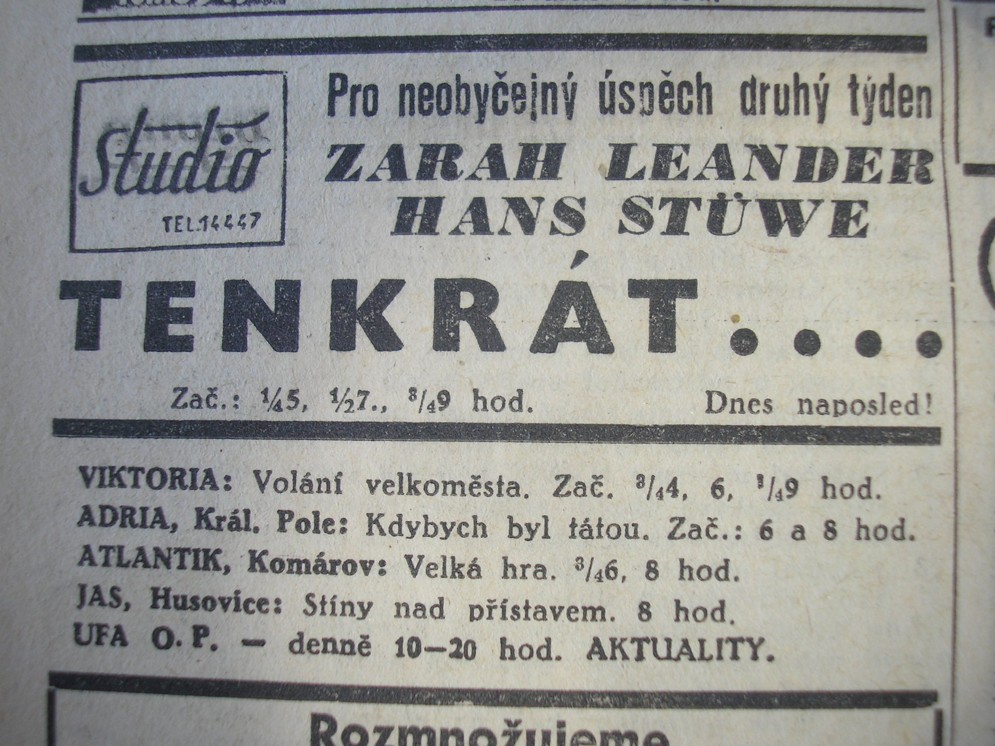 Studio
TEL.14447
Pro neobyčejný úspěch druhý týden
ZARAH LEANDER
HANS STÜWE
TENKRÁT....
Zač.: ¼5, ½7., ¾9 hod. Dnes naposled!
VIKTORIA: Volání velkoměsta. Zač. ¾4, 6, ¼9 hod.
ADRIA, Král. Pole: Kdybych byl tátou. Zač.: 6 a 8 hod.
ATLANTIK, Komárov: Velká hra. ¾6, 8 hod.
JAS, Husovice: Stíny nad přístavem. 8 hod.
UFA O. P. — denně 10—20 hod. AKTUALITY.
Rozmnožujeme